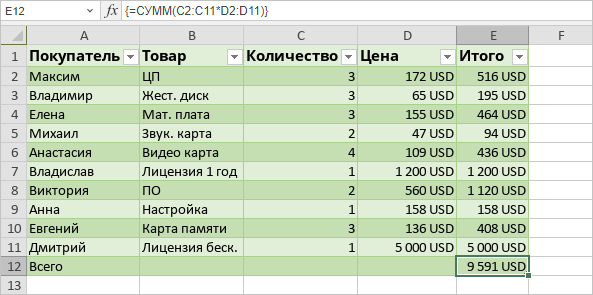 E12 fx {=СУММ(C2:C11*D2:D11)}
A B C D E F
1 Покупатель Товар Количество Цена Итого
2 Максим ЦП 3 172 USD 516 USD
3 Владимир Жест. диск 3 65 USD 195 USD
4 Елена Мат. плата 3 155 USD 464 USD
5 Михаил Звук. карта 2 47 USD 94 USD
6 Анастасия Видео карта 4 109 USD 436 USD
7 Владислав Лицензия 1 год 1 1 200 USD 1 200 USD
8 Виктория ПО 2 560 USD 1 120 USD
9 Анна Настройка 1 158 USD 158 USD
10 Евгений Карта памяти 3 136 USD 408 USD
11 Дмитрий Лицензия беск. 1 5 000 USD 5 000 USD
12 Всего 9 591 USD
13